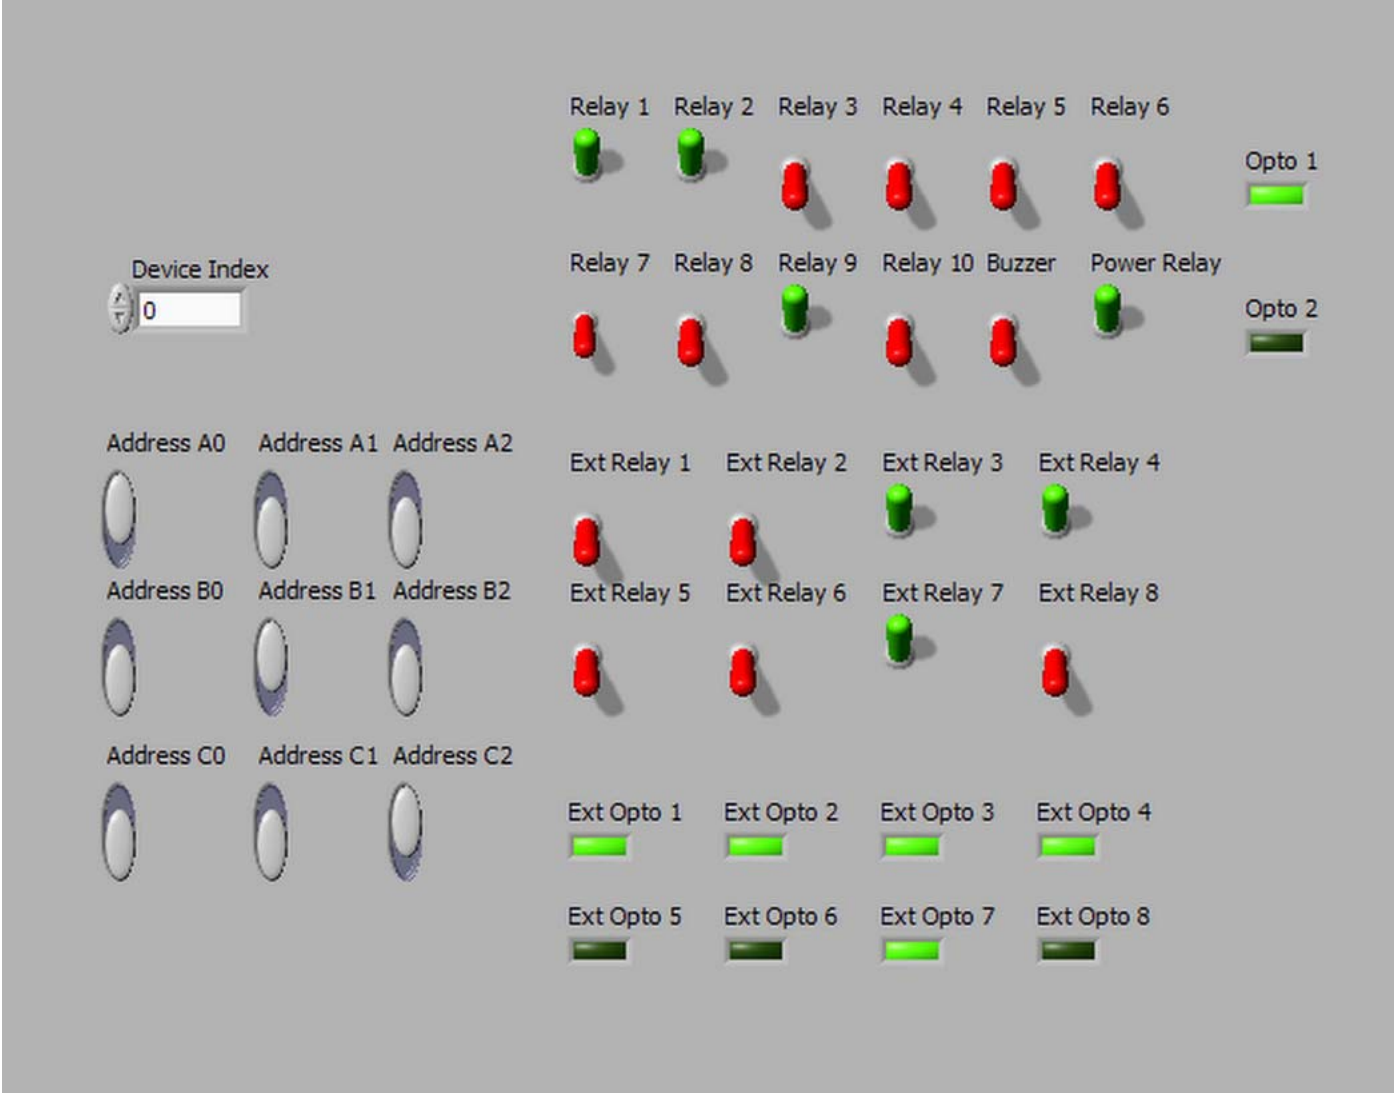 Relay 1 Relay 2 Relay 3 Relay 4 Relay 5 Relay 6
Opto 1
Relay 7 Relay 8 Relay 9 Relay 10 Buzzer Power Relay
Device Index
0
Opto 2
Address A0 Address A1 Address A2
Ext Relay 1 Ext Relay 2 Ext Relay 3 Ext Relay 4
Address B0 Address B1 Address B2
Ext Relay 5 Ext Relay 6 Ext Relay 7 Ext Relay 8
Address C0 Address C1 Address C2
Ext Opto 1 Ext Opto 2 Ext Opto 3 Ext Opto 4
Ext Opto 5 Ext Opto 6 Ext Opto 7 Ext Opto 8